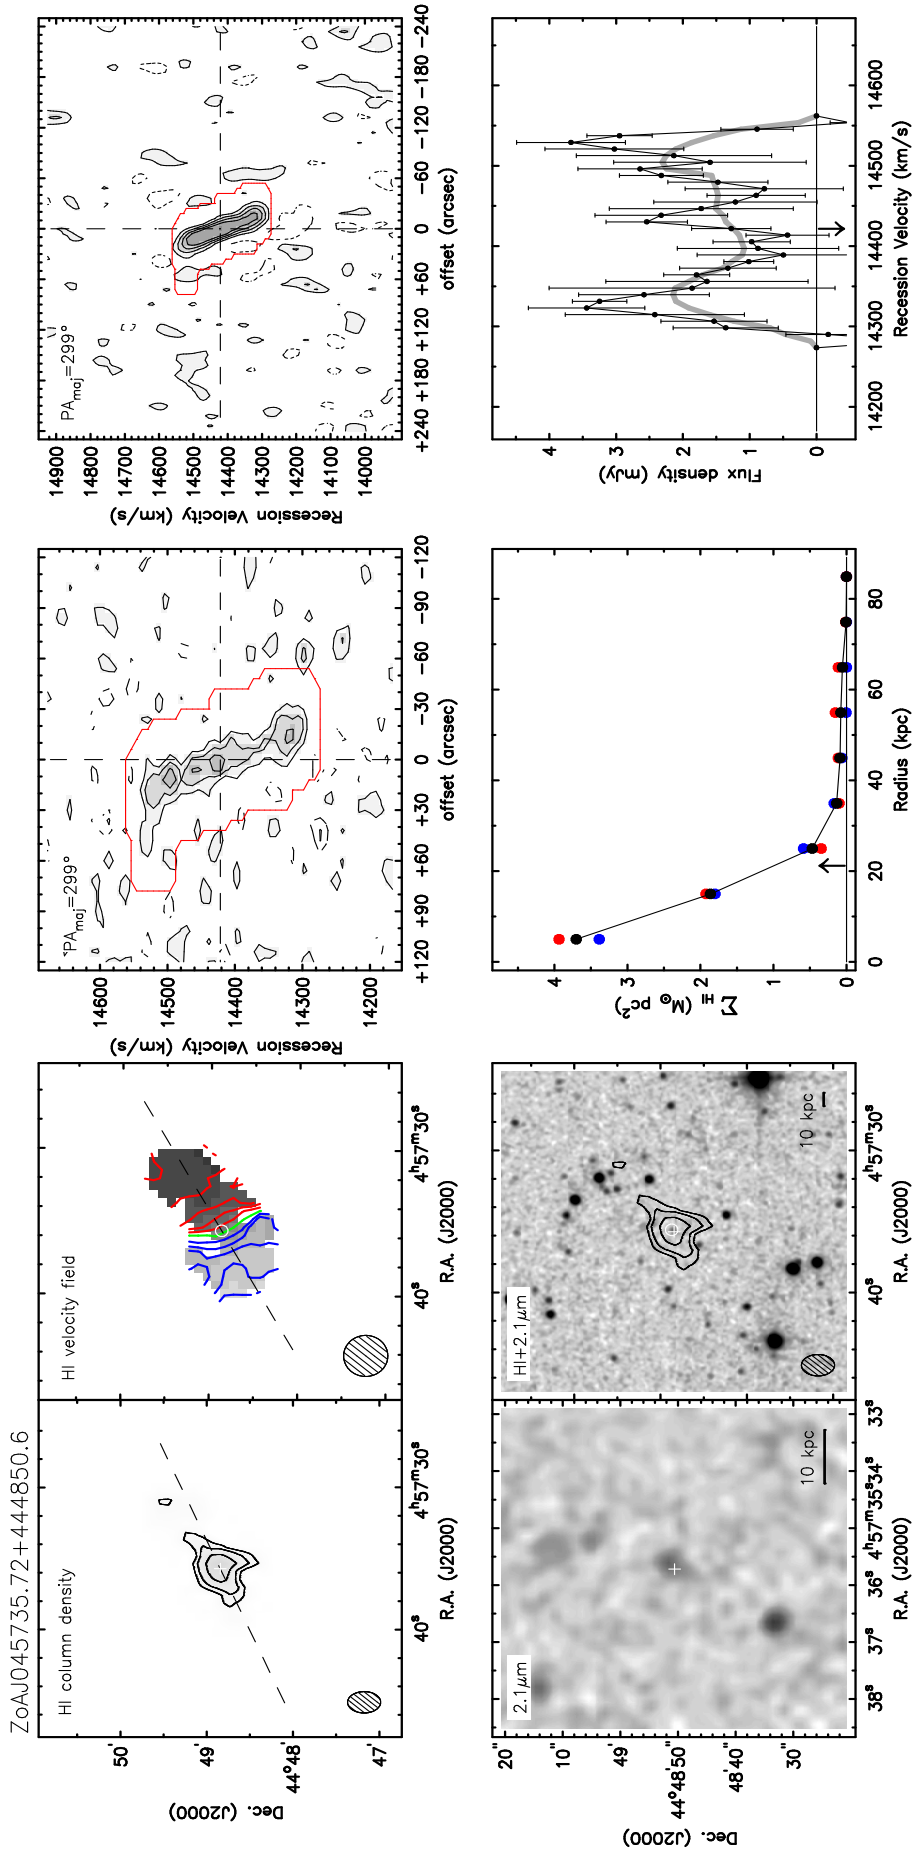 ZoAJ045735.72+444850.6
HI column density
50'
49'
44°48'
47'
Dec. (J2000)
40s
4h57m30s
R.A. (J2000)
HI velocity field
40s
4h57m30s
R.A. (J2000)
PAmaj=299°
14600
14500
14400
14300
14200
Recession Velocity (km/s)
+120 +90 +60 +30 0 −30 −60 −90 −120
offset (arcsec)
PAmaj=299°
14900
14800
14700
14600
14500
14400
14300
14200
14100
14000
Recession Velocity (km/s)
+240 +180 +120 +60 0 −60 −120 −180 −240
offset (arcsec)
2.1μm
20"
10"
49'
44°48'50"
48'40"
30"
Dec. (J2000)
10 kpc
38s 37s 36s 4h57m35s 34s 33s
R.A. (J2000)
HI+2.1μm
10 kpc
40s
4h57m30s
R.A. (J2000)
4
3
2
1
0
ΣHI (M⊙ pc2)
0 20 40 60 80
Radius (kpc)
4
3
2
1
0
Flux density (mJy)
14200 14300 14400 14500 14600
Recession Velocity (km/s)